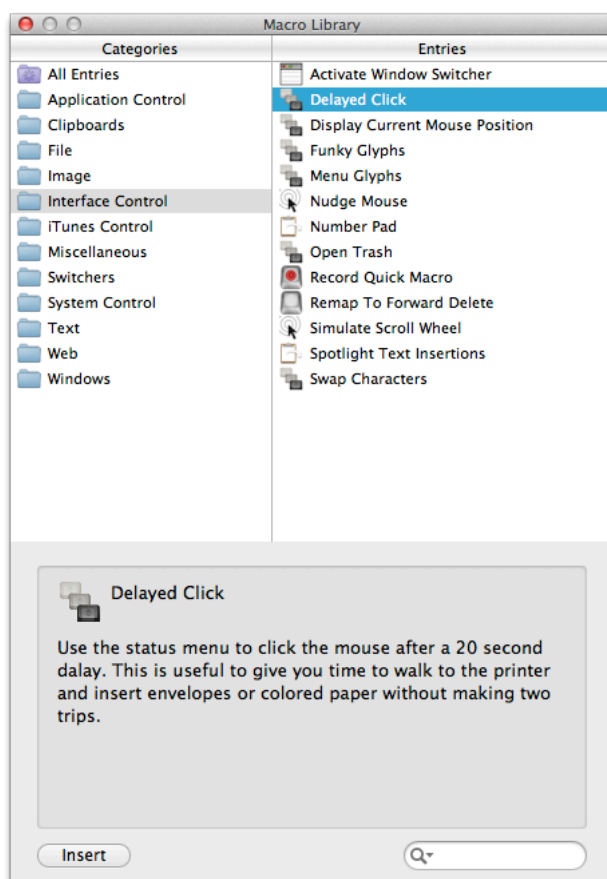 Macro Library
Categories
Entries
All Entries
Application Control
Clipboards
File
Image
Interface Control
iTunes Control
Miscellaneous
Switchers
System Control
Text
Web
Windows
Activate Window Switcher
Delayed Click
Display Current Mouse Position
Funky Glyphs
Menu Glyphs
Nudge Mouse
Number Pad
Open Trash
Record Quick Macro
Remap To Forward Delete
Simulate Scroll Wheel
Spotlight Text Insertions
Swap Characters
Delayed Click
Use the status menu to click the mouse after a 20 second
dalay. This is useful to give you time to walk to the printer
and insert envelopes or colored paper without making two
trips.
Insert